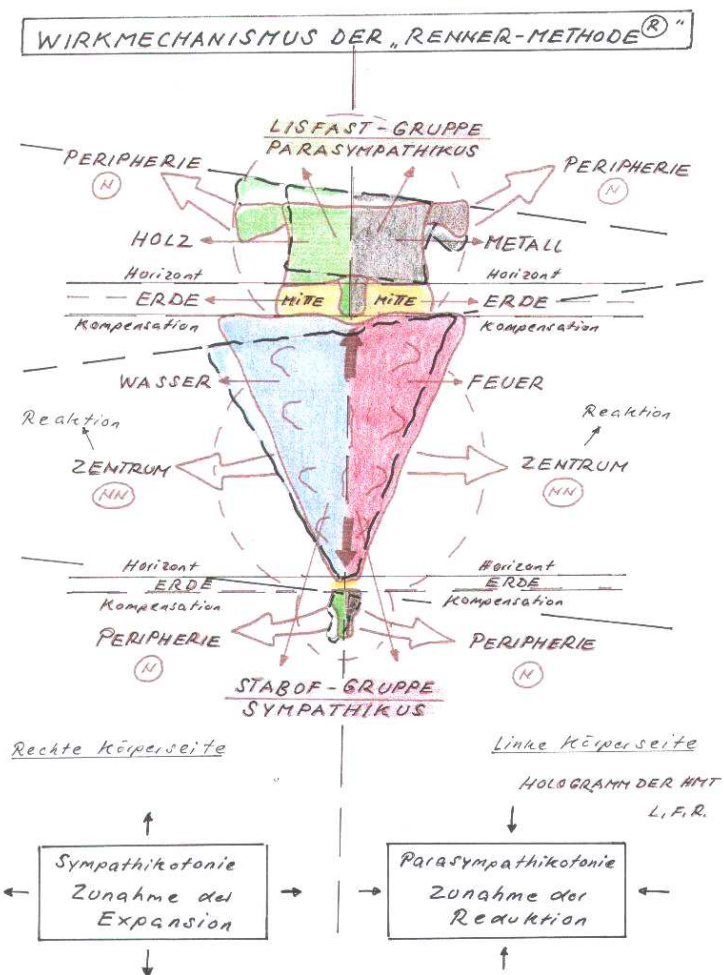 WIRKMECHANISMUS DER „RENNER-METHODE®“
LISFAST-GRUPPE
PARASYMPATHIKUS
PERIPHERIE
N
PERIPHERIE
N
HOLZ
METALL
Horizont
Horizont
ERDE
MITTE
MITTE
ERDE
Kompensation
Kompensation
WASSER
FEUER
Reaktion
Reaktion
ZENTRUM
NN
ZENTRUM
NN
Horizont
Horizont
ERDE
ERDE
Kompensation
Kompensation
PERIPHERIE
N
PERIPHERIE
N
STABOF-GRUPPE
SYMPATHIKUS
Rechte Körperseite
Linke Körperseite
HOLOGRAMM DER HMT
L.F.R.
Sympathikotonie
Zunahme der
Expansion
Parasympathikotonie
Zunahme der
Reduktion